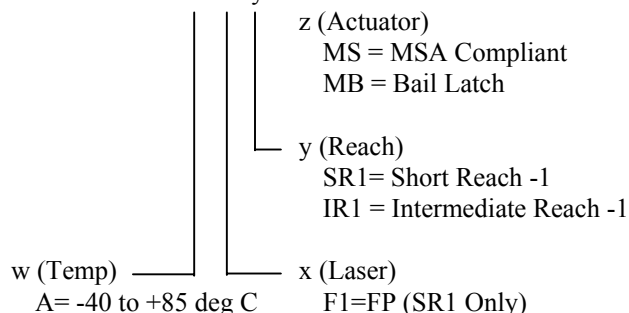 z (Actuator)
MS = MSA Compliant
MB = Bail Latch
y (Reach)
SR1= Short Reach -1
IR1 = Intermediate Reach -1
w (Temp)
A= -40 to +85 deg C
x (Laser)
F1=FP (SR1 Only)